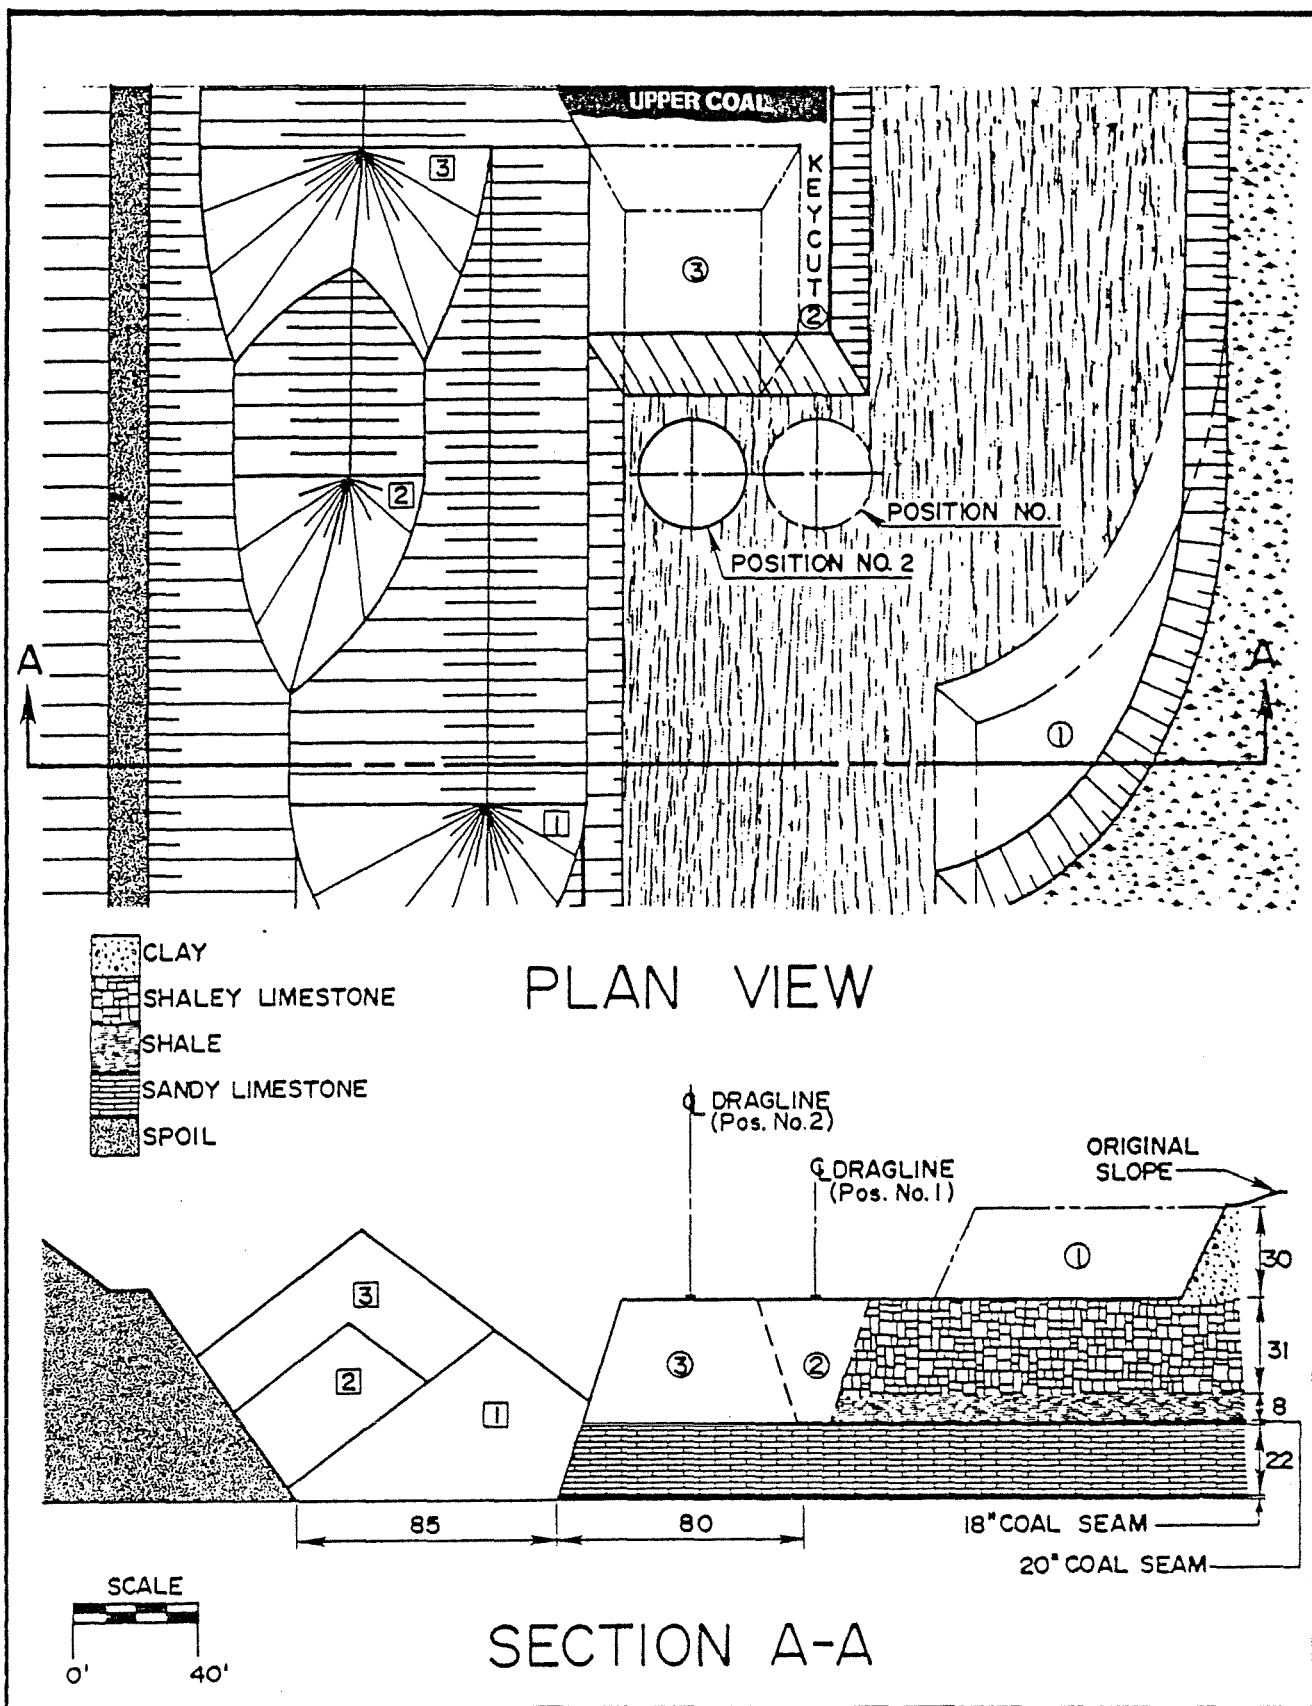 UPPER COAL
3
K
E
Y
C
U
T
2
3
2
POSITION NO. 1
POSITION NO. 2
A
A
1
1
CLAY
SHALEY LIMESTONE
SHALE
SANDY LIMESTONE
SPOIL
PLAN VIEW
℄ DRAGLINE
(Pos. No. 2)
℄ DRAGLINE
(Pos. No. 1)
ORIGINAL
SLOPE
1
30
3
2
1
3
2
31
8
22
85
80
18" COAL SEAM
20" COAL SEAM
SCALE
0' 40'
SECTION A-A